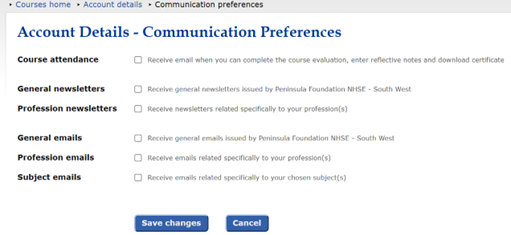 • Courses home • Account details • Communication preferences
Account Details - Communication Preferences
Course attendance Receive email when you can complete the course evaluation, enter reflective notes and download certificate
General newsletters Receive general newsletters issued by Peninsula Foundation NHSE - South West
Profession newsletters Receive newsletters related specifically to your profession(s)
General emails Receive general emails issued by Peninsula Foundation NHSE - South West
Profession emails Receive emails related specifically to your profession(s)
Subject emails Receive emails related specifically to your chosen subject(s)
Save changes Cancel